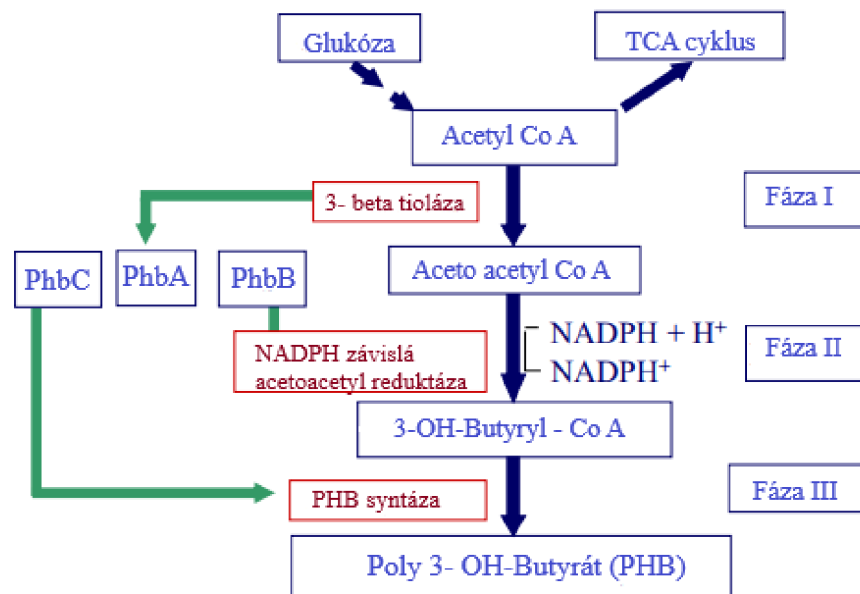 Glukóza
TCA cyklus
Acetyl Co A
3- beta tioláza
Fáza I
PhbC
PhbA
PhbB
Aceto acetyl Co A
NADPH závislá
acetoacetyl reduktáza
NADPH + H⁺
NADPH⁺
Fáza II
3-OH-Butyryl - Co A
PHB syntáza
Fáza III
Poly 3- OH-Butyrát (PHB)